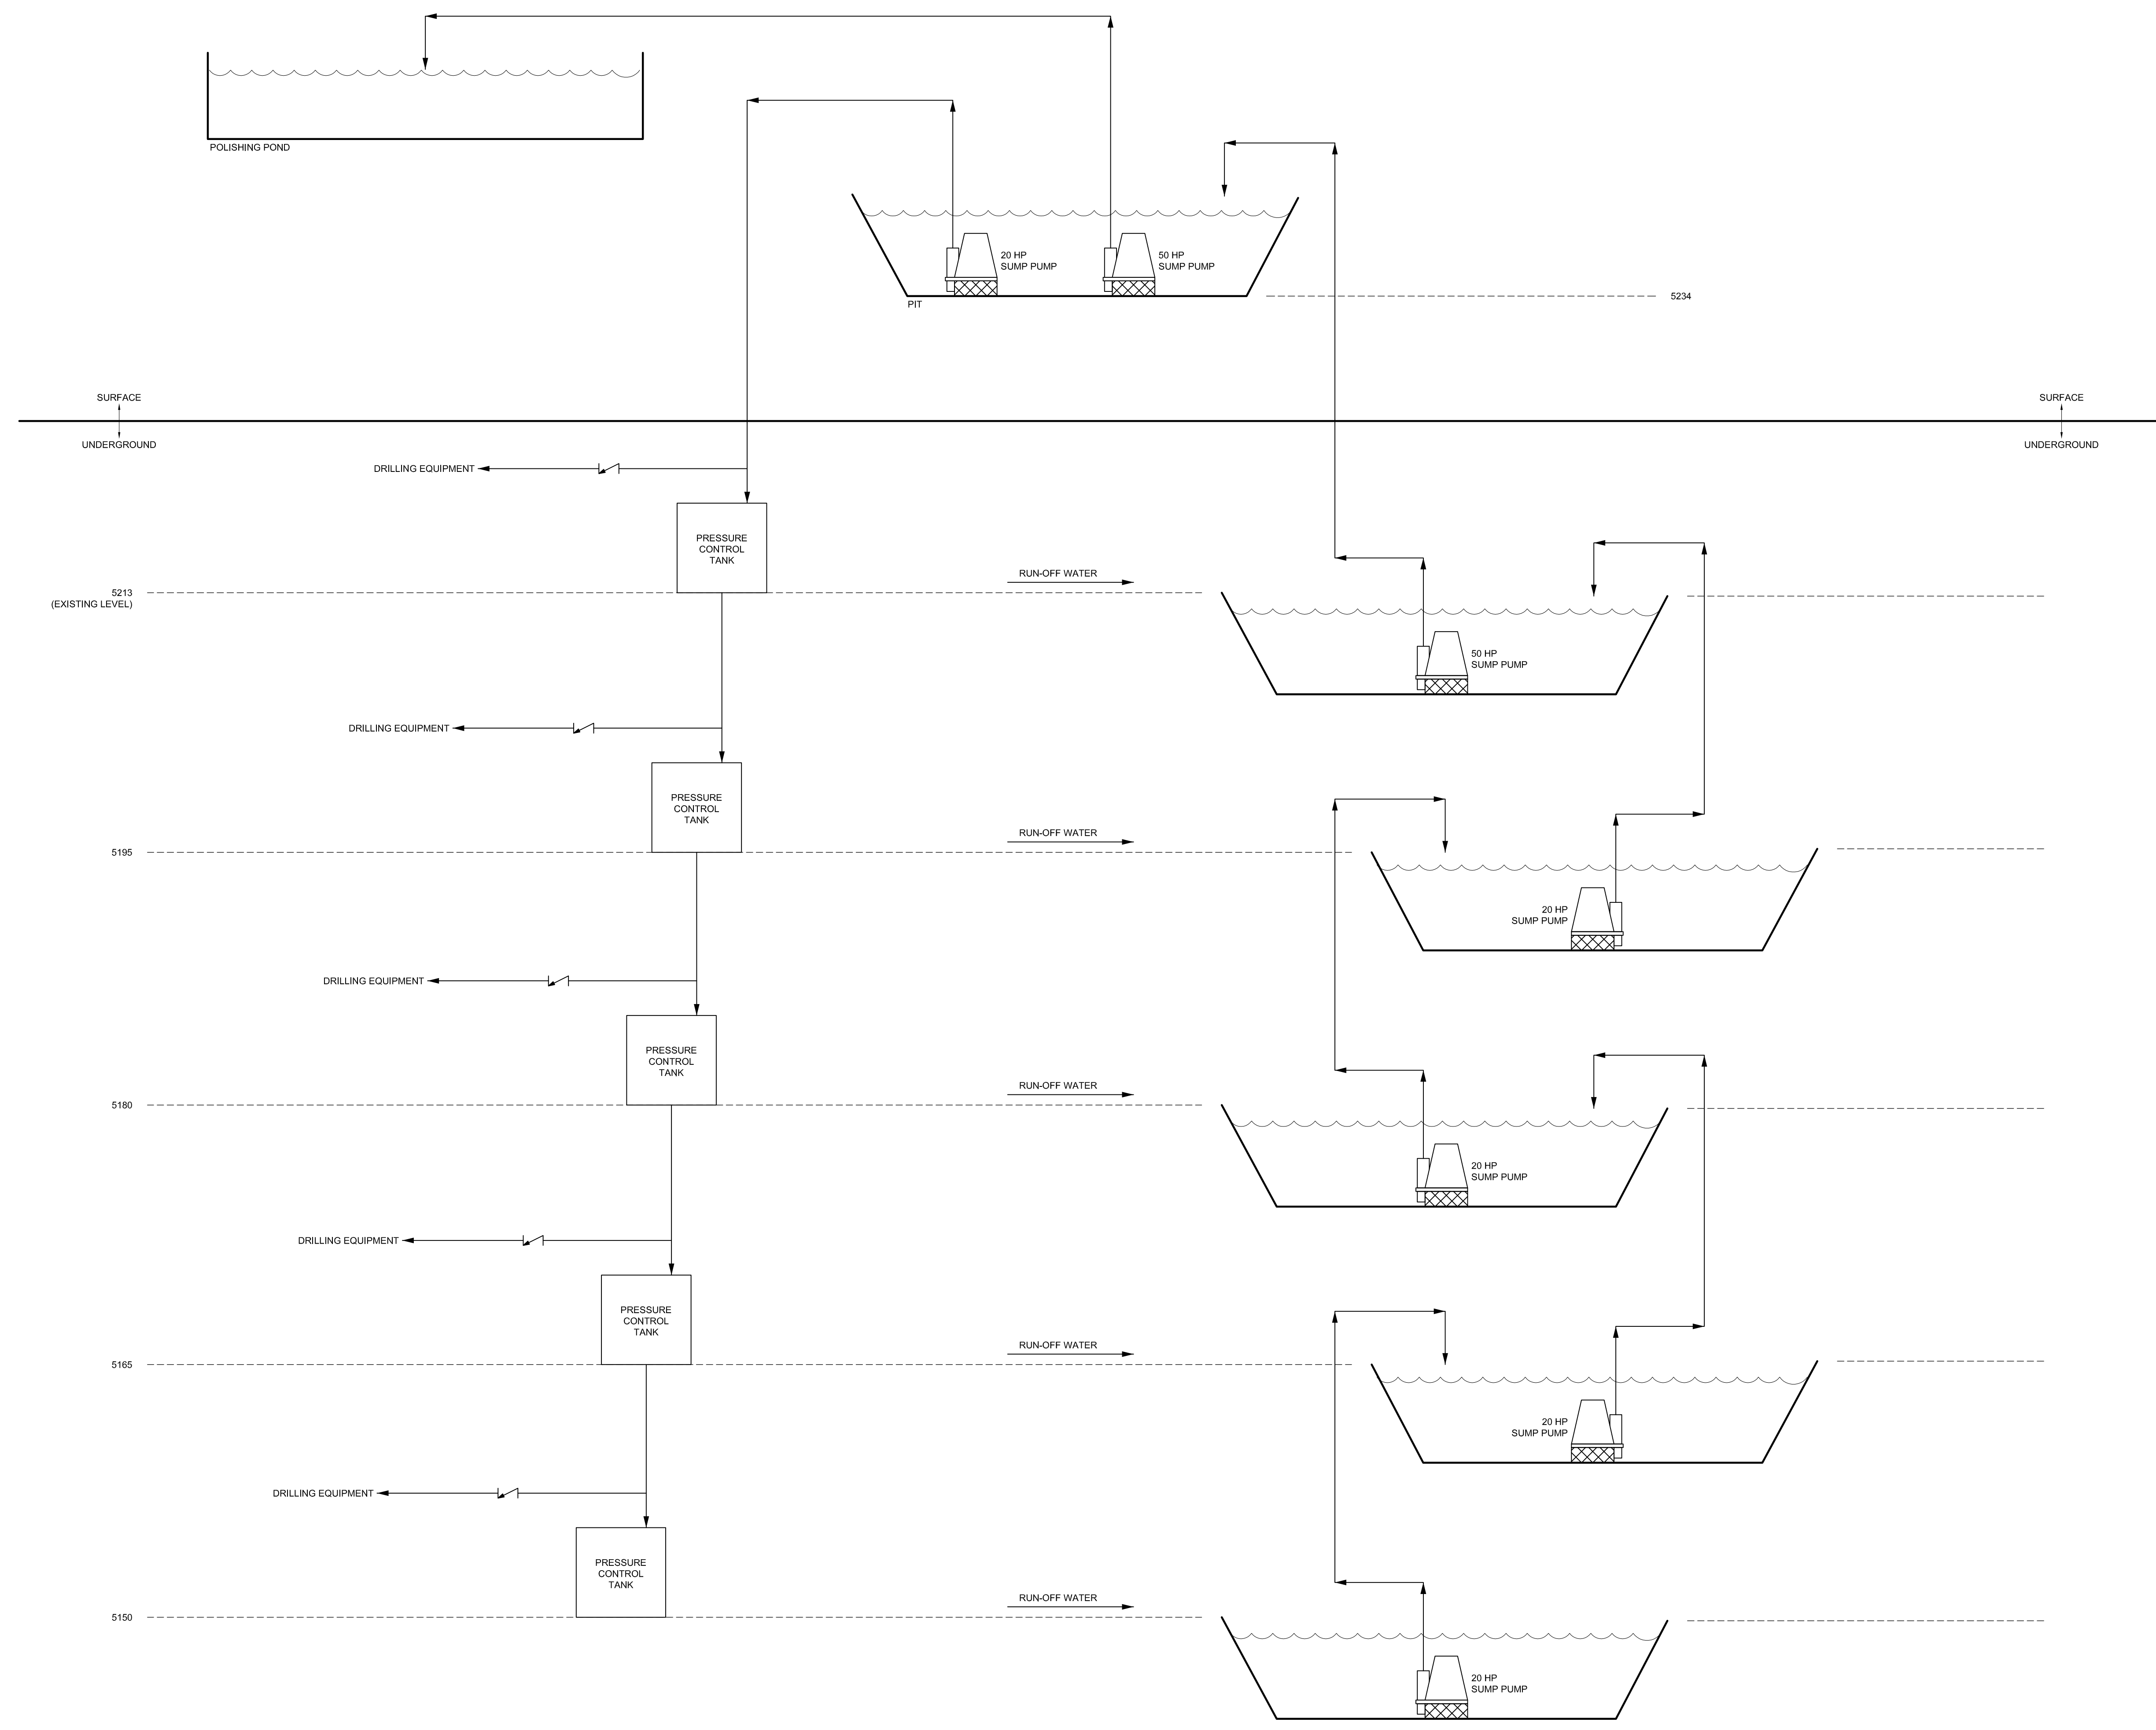 POLISHING POND
20 HP
SUMP PUMP
50 HP
SUMP PUMP
PIT
5234
SURFACE
UNDERGROUND
SURFACE
UNDERGROUND
DRILLING EQUIPMENT
PRESSURE
CONTROL
TANK
5213
(EXISTING LEVEL)
RUN-OFF WATER
50 HP
SUMP PUMP
DRILLING EQUIPMENT
PRESSURE
CONTROL
TANK
5195
RUN-OFF WATER
20 HP
SUMP PUMP
DRILLING EQUIPMENT
PRESSURE
CONTROL
TANK
5180
RUN-OFF WATER
20 HP
SUMP PUMP
DRILLING EQUIPMENT
PRESSURE
CONTROL
TANK
5165
RUN-OFF WATER
20 HP
SUMP PUMP
DRILLING EQUIPMENT
PRESSURE
CONTROL
TANK
5150
RUN-OFF WATER
20 HP
SUMP PUMP